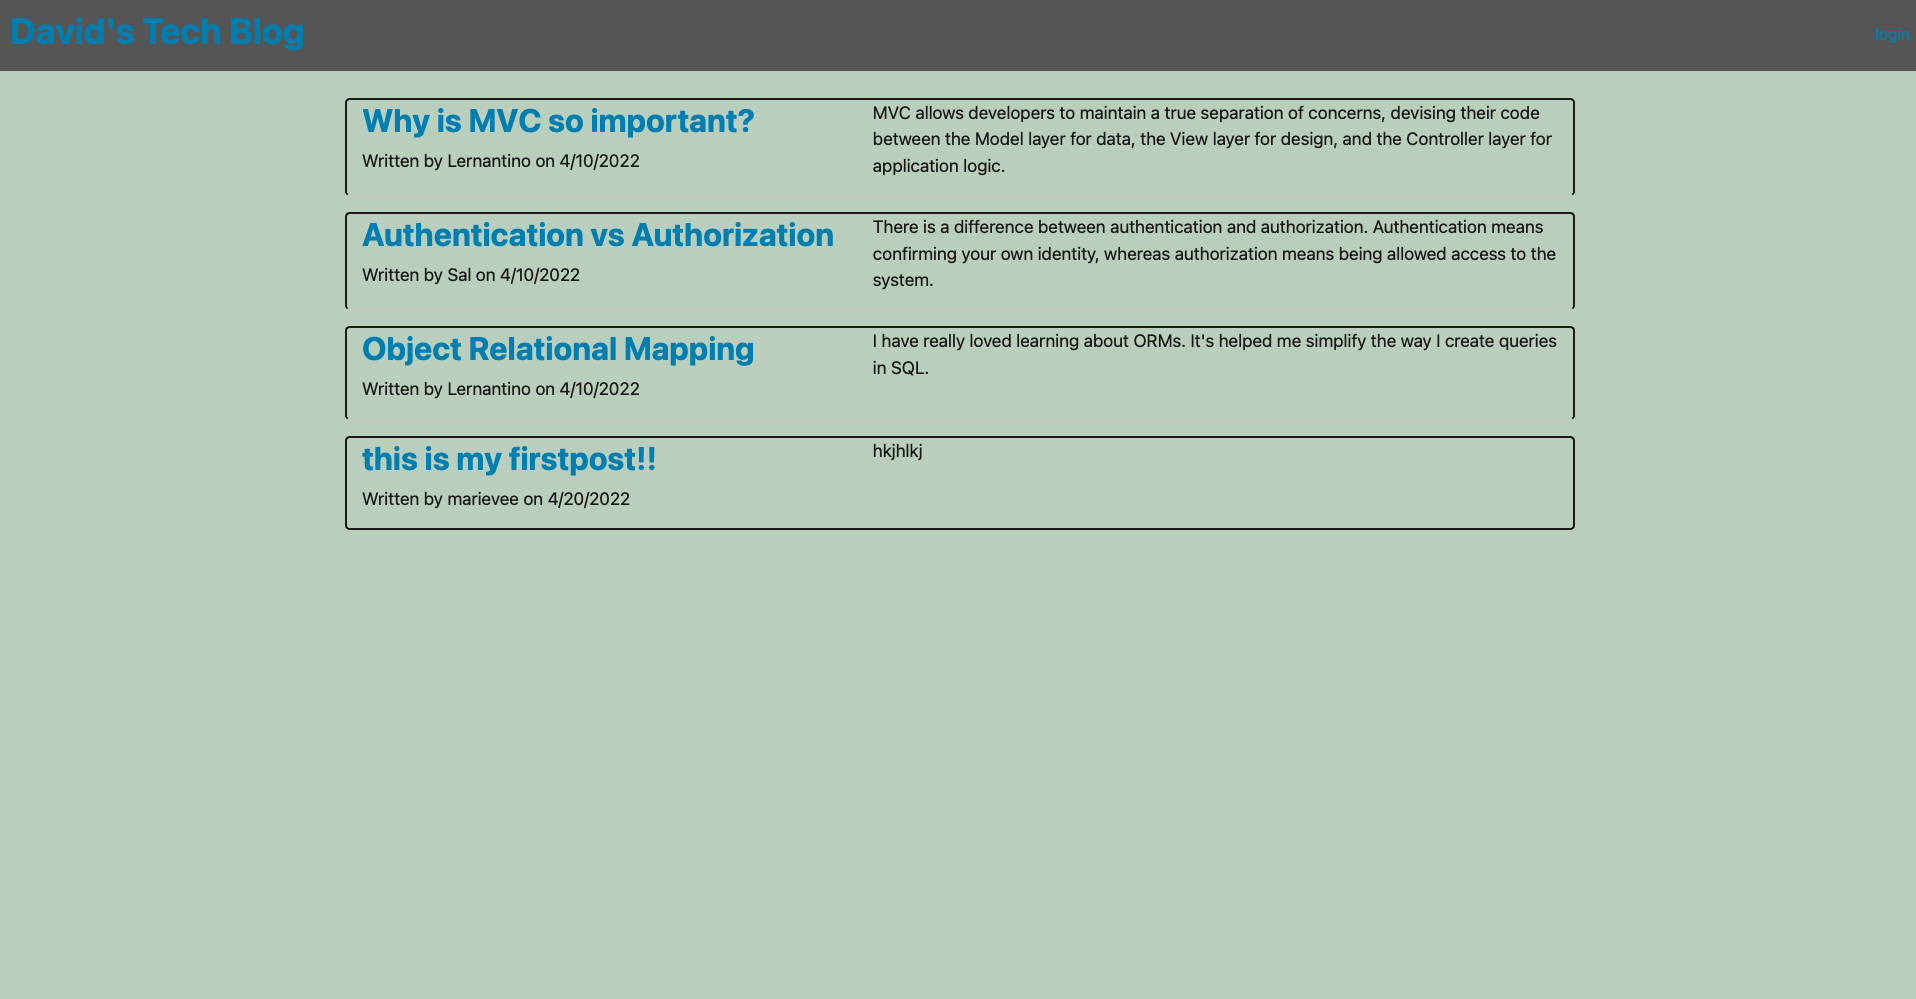 David's Tech Blog
login
Why is MVC so important?
Written by Lernantino on 4/10/2022
MVC allows developers to maintain a true separation of concerns, devising their code
between the Model layer for data, the View layer for design, and the Controller layer for
application logic.
Authentication vs Authorization
Written by Sal on 4/10/2022
There is a difference between authentication and authorization. Authentication means
confirming your own identity, whereas authorization means being allowed access to the
system.
Object Relational Mapping
Written by Lernantino on 4/10/2022
I have really loved learning about ORMs. It's helped me simplify the way I create queries
in SQL.
this is my firstpost!!
Written by marievee on 4/20/2022
hkjhlkj